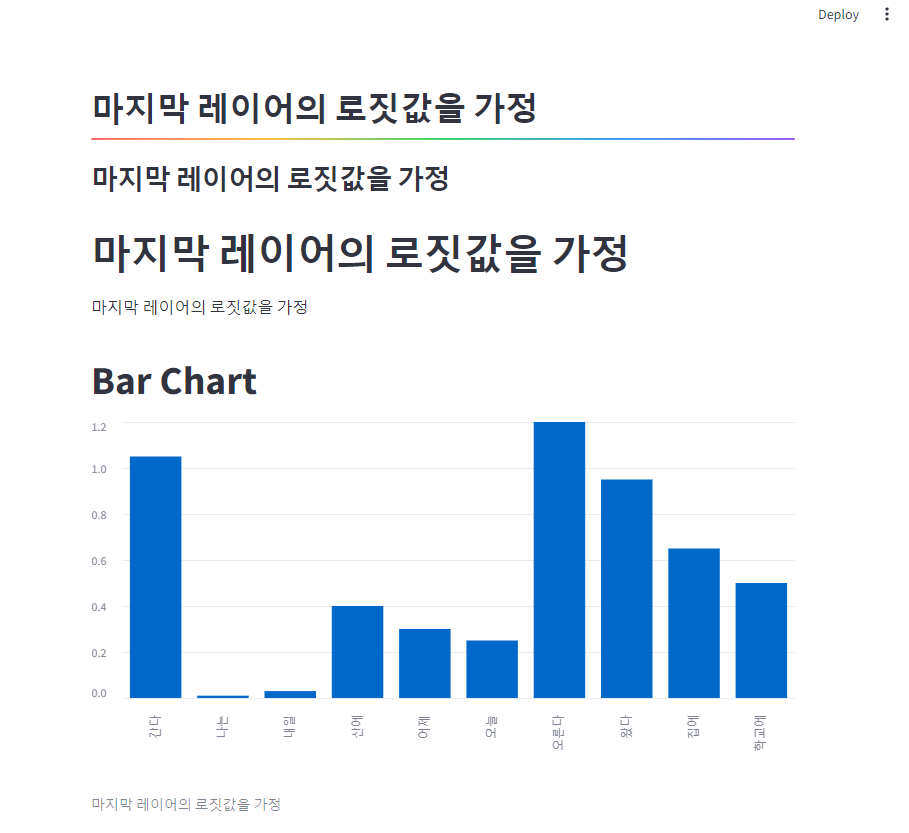 Deploy
마지막 레이어의 로짓값을 가정
마지막 레이어의 로짓값을 가정
마지막 레이어의 로짓값을 가정
마지막 레이어의 로짓값을 가정
Bar Chart
1.2
1.0
0.8
0.6
0.4
0.2
0.0
간다
나는
내일
산에
어제
오늘
오른다
왔다
집에
학교에
마지막 레이어의 로짓값을 가정